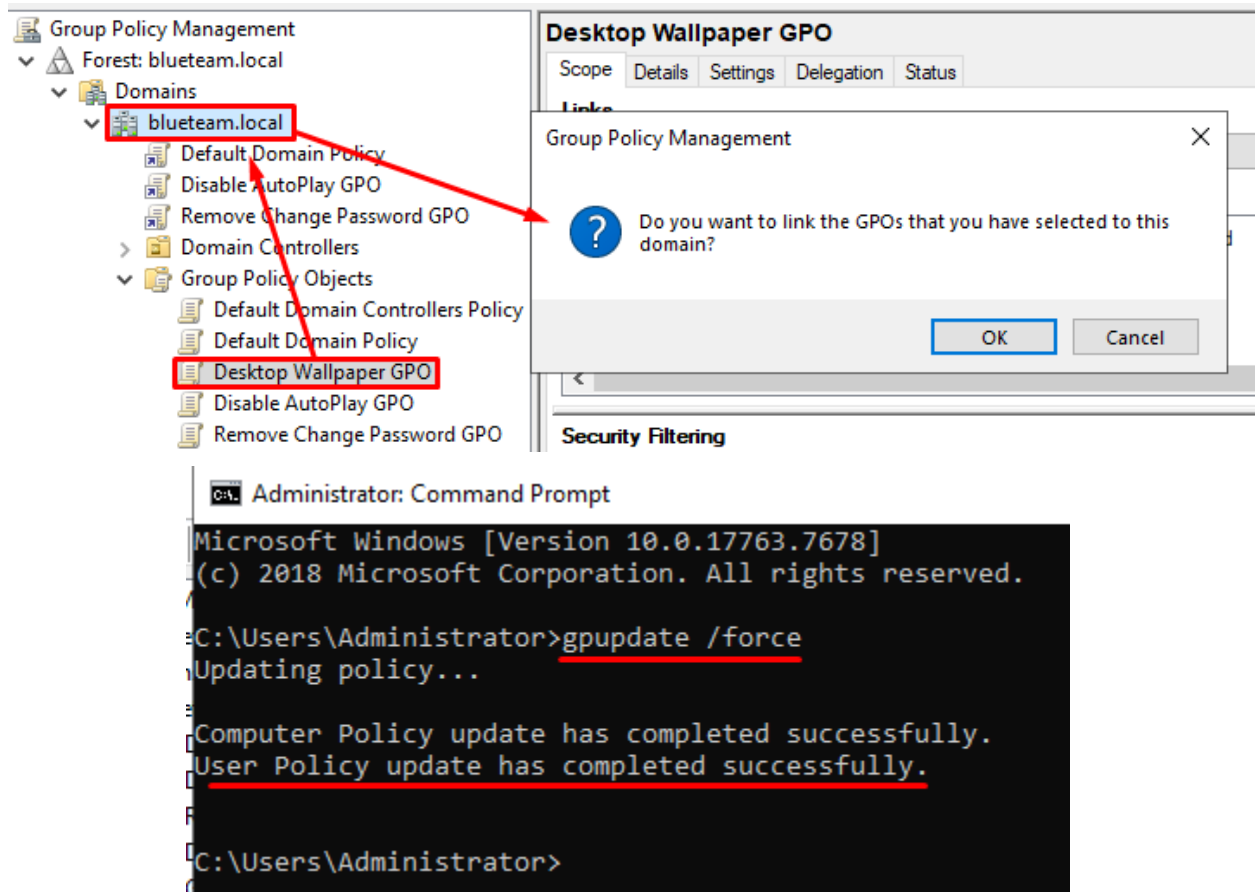 Group Policy Management
Forest: blueteam.local
Domains
blueteam.local
Default Domain Policy
Disable AutoPlay GPO
Remove Change Password GPO
Domain Controllers
Group Policy Objects
Default Domain Controllers Policy
Default Domain Policy
Desktop Wallpaper GPO
Disable AutoPlay GPO
Remove Change Password GPO
Desktop Wallpaper GPO
Scope Details Settings Delegation Status
Links
Group Policy Management
Do you want to link the GPOs that you have selected to this
domain?
OK Cancel
Security Filtering
Administrator: Command Prompt
Microsoft Windows [Version 10.0.17763.7678]
(c) 2018 Microsoft Corporation. All rights reserved.
C:\Users\Administrator>gpupdate /force
Updating policy...
Computer Policy update has completed successfully.
User Policy update has completed successfully.
C:\Users\Administrator>